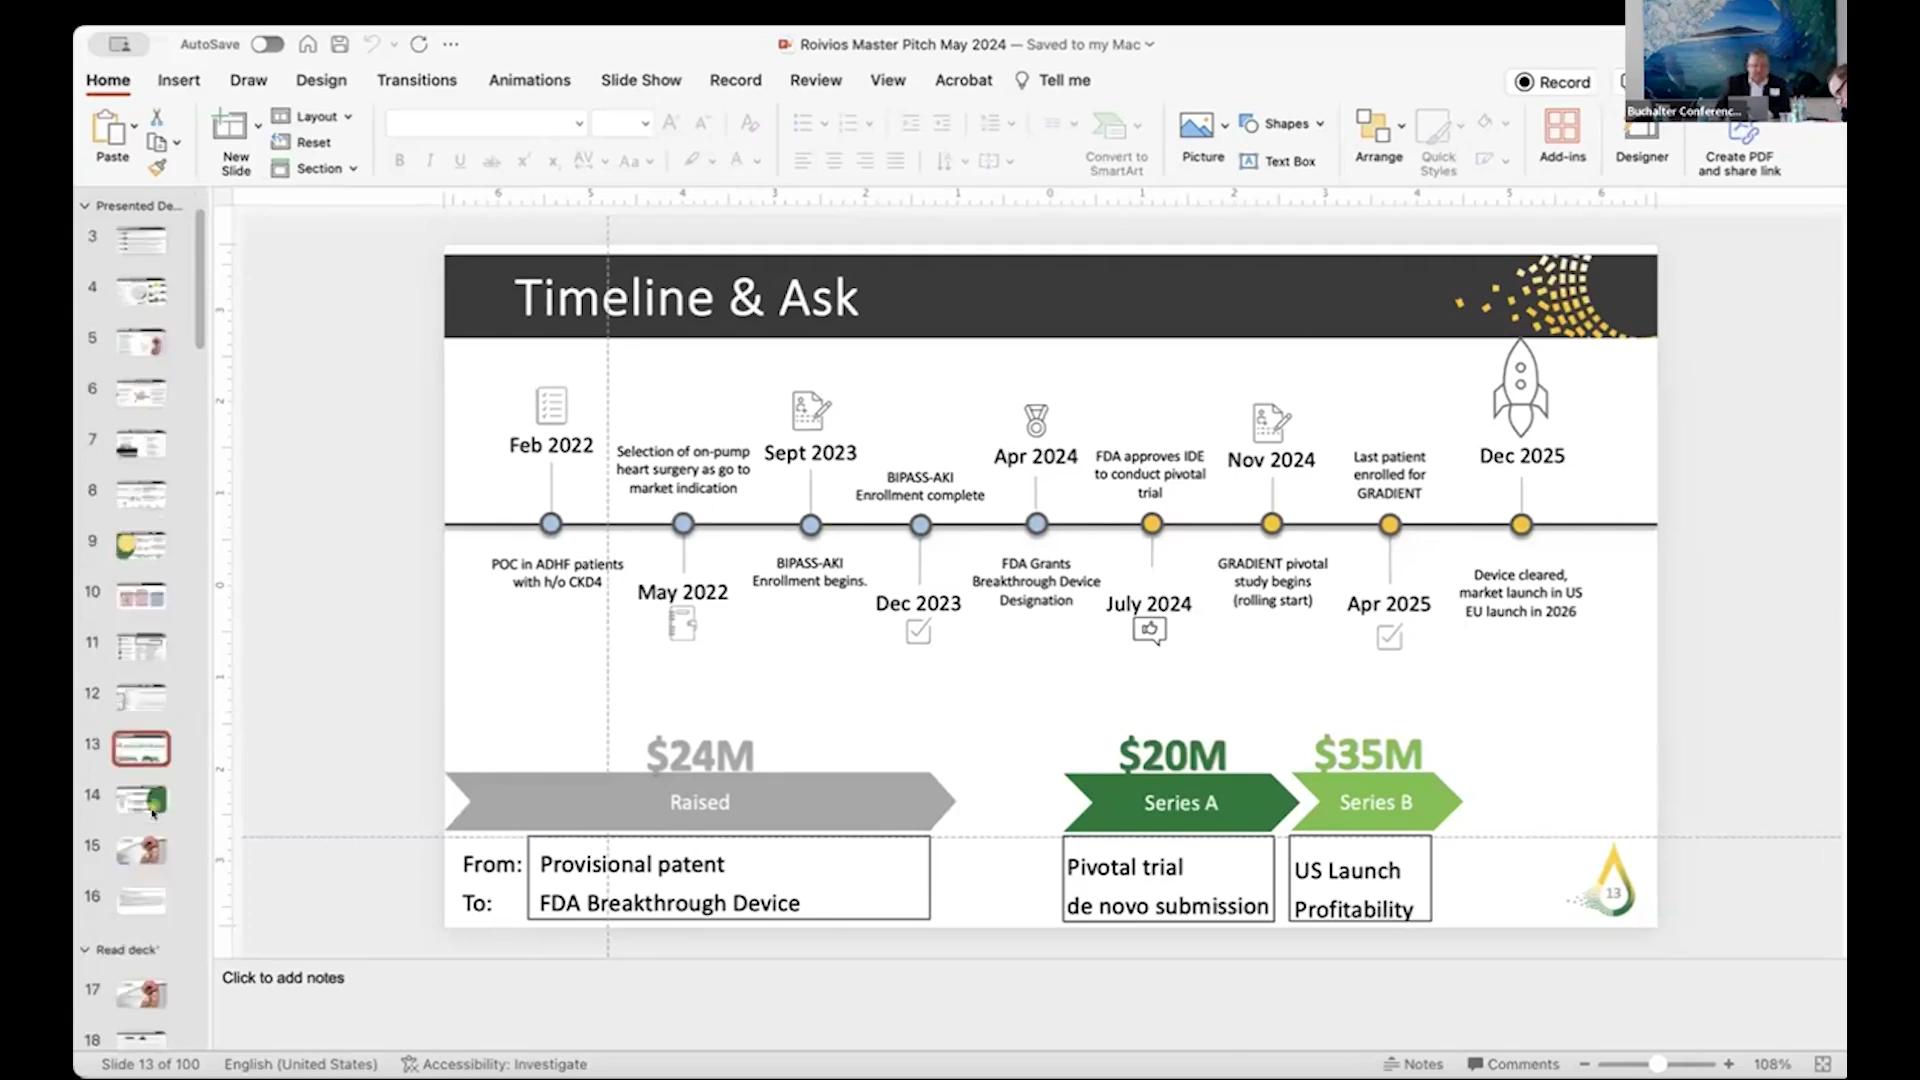 AutoSave
Roivios Master Pitch May 2024 — Saved to my Mac
Home Insert Draw Design Transitions Animations Slide Show Record Review View Acrobat Tell me
Record
Buchalter Conferenc...
Paste
New
Slide
Layout
Reset
Section
Convert to
SmartArt
Picture
Shapes
Text Box
Arrange
Quick
Styles
Add-ins
Designer
Create PDF
and share link
Presented De...
3
4
5
6
7
8
9
10
11
12
13
14
15
16
Read deck'
17
18
Timeline & Ask
Feb 2022
POC in ADHF patients
with h/o CKD4
Selection of on-pump
heart surgery as go to
market indication
May 2022
Sept 2023
BIPASS-AKI
Enrollment begins.
BIPASS-AKI
Enrollment complete
Dec 2023
Apr 2024
FDA Grants
Breakthrough Device
Designation
FDA approves IDE
to conduct pivotal
trial
July 2024
Nov 2024
GRADIENT pivotal
study begins
(rolling start)
Last patient
enrolled for
GRADIENT
Apr 2025
Dec 2025
Device cleared,
market launch in US
EU launch in 2026
$24M
Raised
$20M
Series A
$35M
Series B
From: Provisional patent
To: FDA Breakthrough Device
Pivotal trial
de novo submission
US Launch
Profitability
13
Click to add notes
Slide 13 of 100 English (United States) Accessibility: Investigate Notes Comments 108%